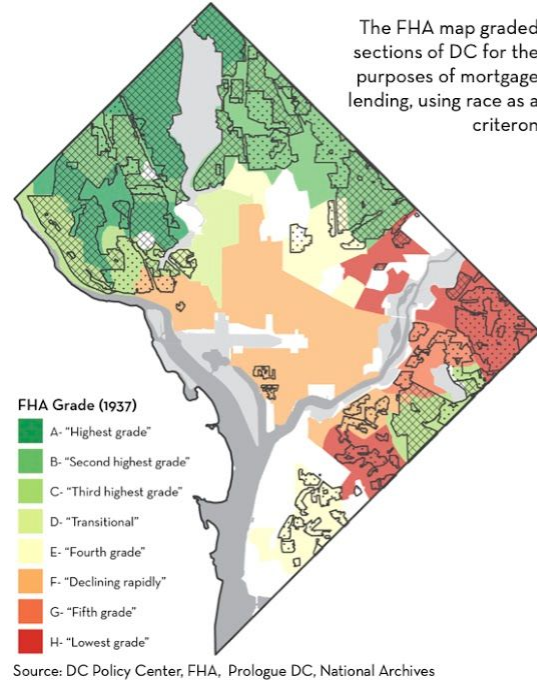 The FHA map graded
sections of DC for the
purposes of mortgage
lending, using race as a
criteron
FHA Grade (1937)
A- “Highest grade”
B- “Second highest grade”
C- “Third highest grade”
D- “Transitional”
E- “Fourth grade”
F- “Declining rapidly”
G- “Fifth grade”
H- “Lowest grade”
Source: DC Policy Center, FHA, Prologue DC, National Archives